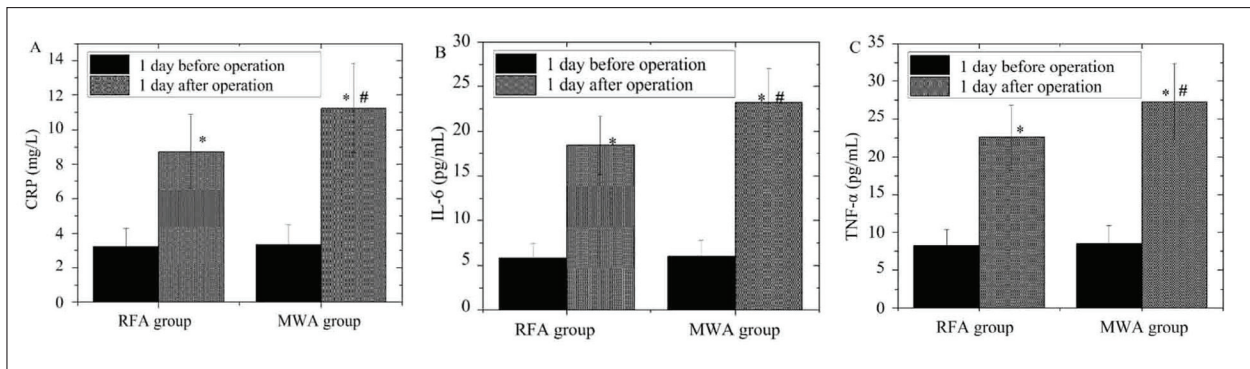 A
1 day before operation
1 day after operation
14
12
10
8
6
4
2
0
CRP (mg/L)
*
* #
RFA group
MWA group
B
1 day before operation
1 day after operation
30
25
20
15
10
5
0
IL-6 (pg/mL)
*
* #
RFA group
MWA group
C
1 day before operation
1 day after operation
35
30
25
20
15
10
5
0
TNF-α (pg/mL)
*
* #
RFA group
MWA group